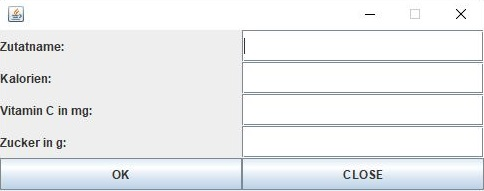 Zutatname:
Kalorien:
Vitamin C in mg:
Zucker in g:
OK CLOSE